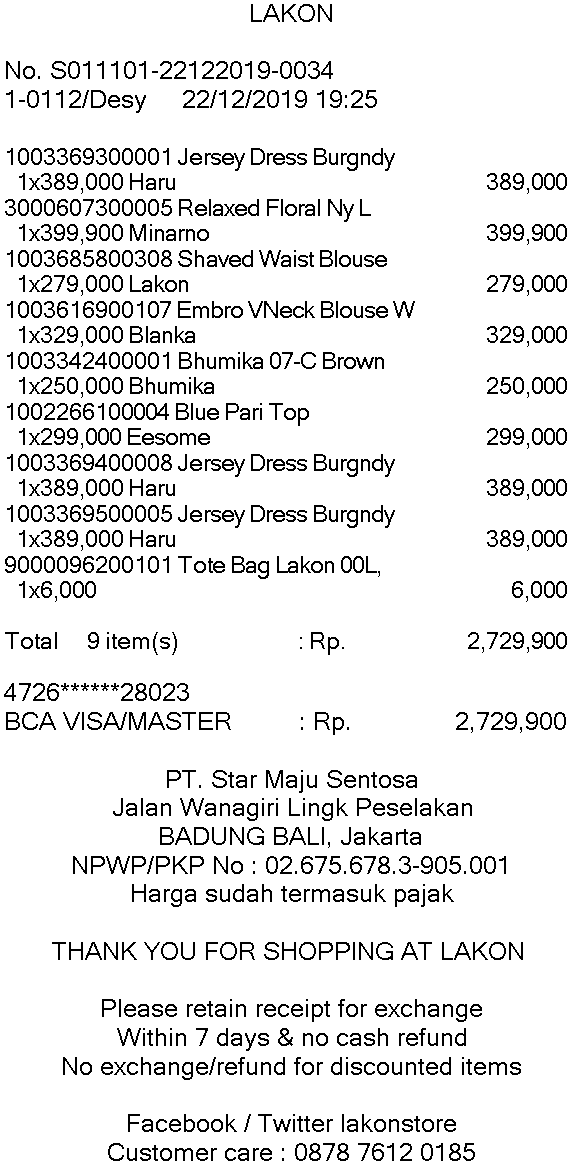 LAKON
No. S011101-22122019-0034
1-0112/Desy 22/12/2019 19:25
1003369300001 Jersey Dress Burgndy
1x389,000 Haru 389,000
3000607300005 Relaxed Floral Ny L
1x399,900 Minarno 399,900
1003685800308 Shaved Waist Blouse
1x279,000 Lakon 279,000
1003616900107 Embro VNeck Blouse W
1x329,000 Blanka 329,000
1003342400001 Bhumika 07-C Brown
1x250,000 Bhumika 250,000
1002266100004 Blue Pari Top
1x299,000 Eesome 299,000
1003369400008 Jersey Dress Burgndy
1x389,000 Haru 389,000
1003369500005 Jersey Dress Burgndy
1x389,000 Haru 389,000
9000096200101 Tote Bag Lakon 00L,
1x6,000 6,000
Total 9 item(s) : Rp. 2,729,900
4726******28023
BCA VISA/MASTER : Rp. 2,729,900
PT. Star Maju Sentosa
Jalan Wanagiri Lingk Peselakan
BADUNG BALI, Jakarta
NPWP/PKP No : 02.675.678.3-905.001
Harga sudah termasuk pajak
THANK YOU FOR SHOPPING AT LAKON
Please retain receipt for exchange
Within 7 days & no cash refund
No exchange/refund for discounted items
Facebook / Twitter lakonstore
Customer care : 0878 7612 0185